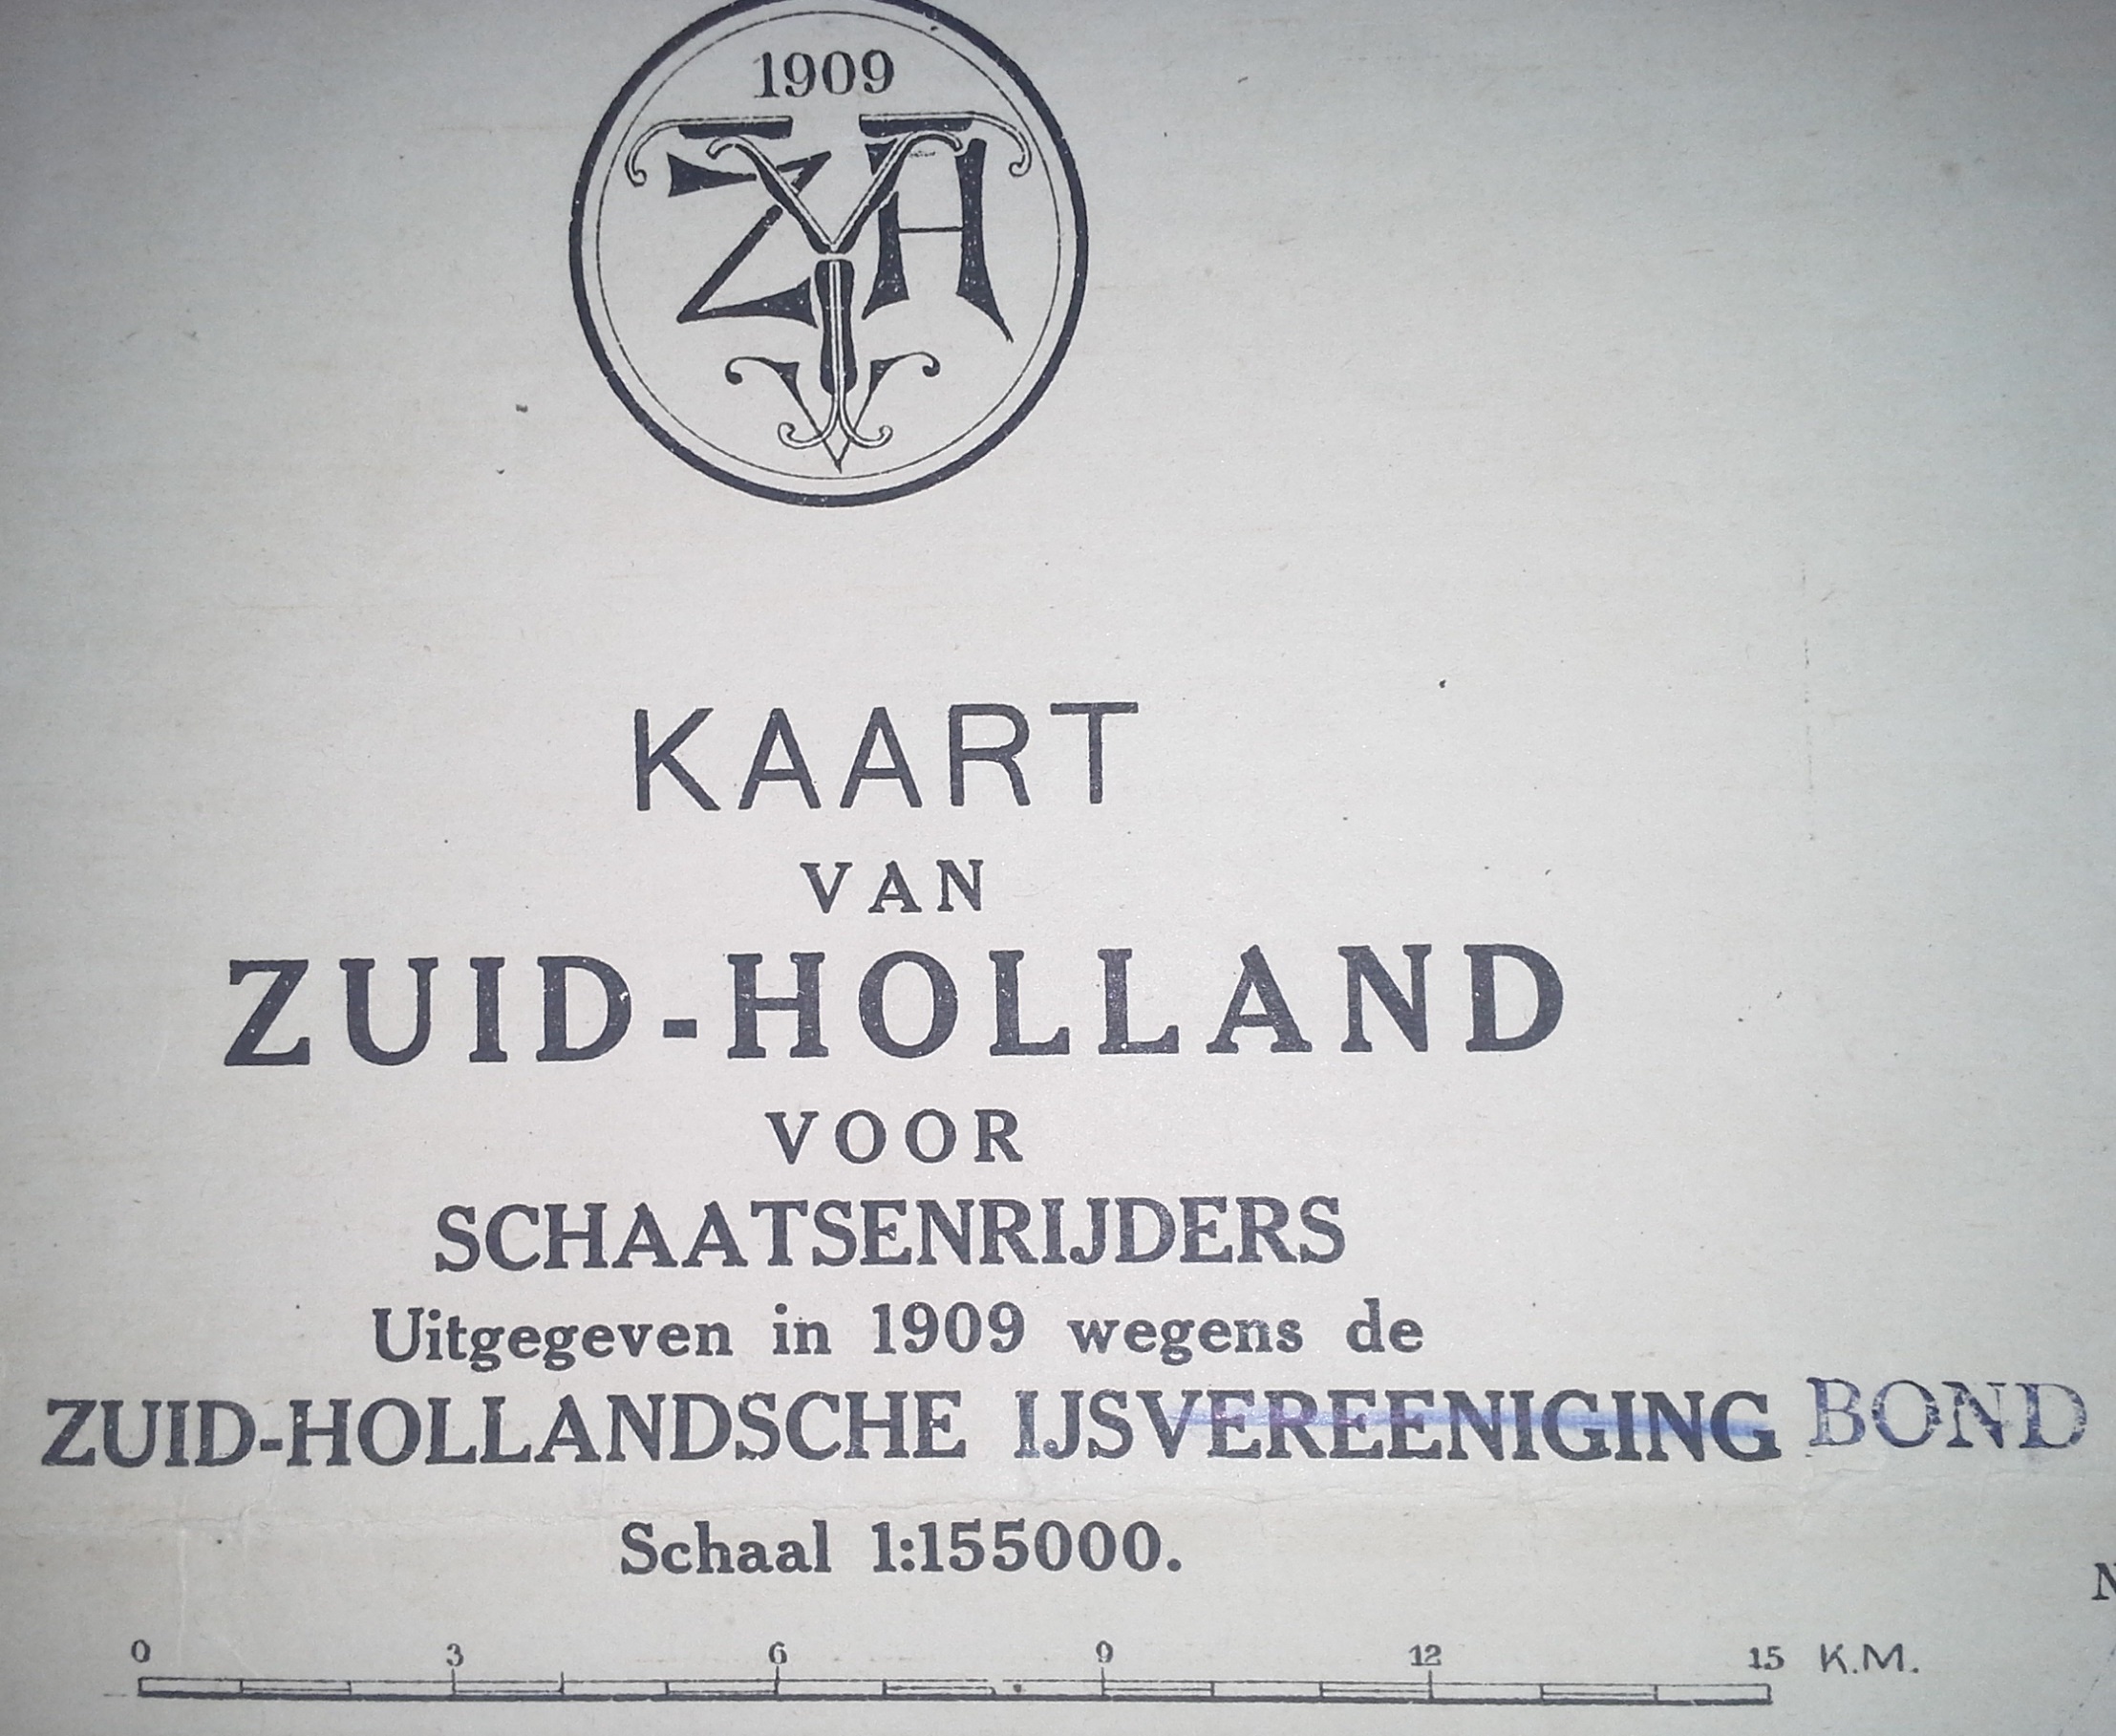 1909
ZYH
KAART
VAN
ZUID-HOLLAND
VOOR
SCHAATSENRIJDERS
Uitgegeven in 1909 wegens de
ZUID-HOLLANDSCHE IJSVEREENIGING BOND
Schaal 1:155000.
0 3 6 9 12 15 K.M.